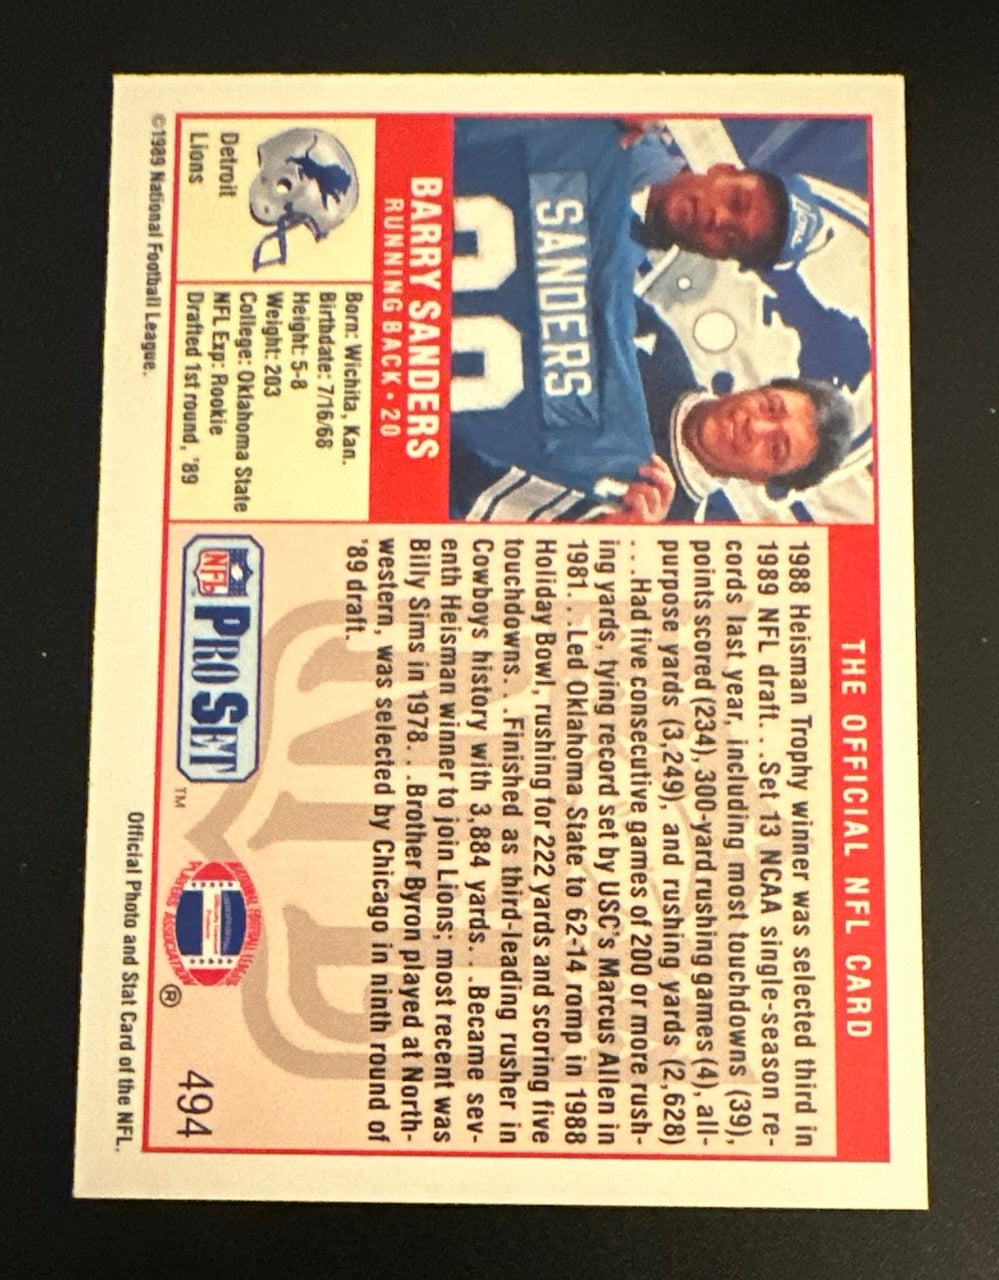 THE OFFICIAL NFL CARD
SANDERS
BARRY SANDERS
RUNNING BACK • 20
Detroit
Lions
Born: Wichita, Kan.
Birthdate: 7/16/68
Height: 5-8
Weight: 203
College: Oklahoma State
NFL Exp: Rookie
Drafted 1st round, '89
1988 Heisman Trophy winner was selected third in
1989 NFL draft. . .Set 13 NCAA single-season re-
cords last year, including most touchdowns (39),
points scored (234), 300-yard rushing games (4), all-
purpose yards (3,249), and rushing yards (2,628)
. . .Had five consecutive games of 200 or more rush-
ing yards, tying record set by USC's Marcus Allen in
1981. . .Led Oklahoma State to 62-14 romp in 1988
Holiday Bowl, rushing for 222 yards and scoring five
touchdowns. . .Finished as third-leading rusher in
Cowboys history with 3,884 yards. . .Became sev-
enth Heisman winner to join Lions; most recent was
Billy Sims in 1978. . .Brother Byron played at North-
western, was selected by Chicago in ninth round of
'89 draft.
NFL PRO SET ™
NATIONAL FOOTBALL LEAGUE
PLAYERS ASSOCIATION
®
494
©1989 National Football League.
Official Photo and Stat Card of the NFL.